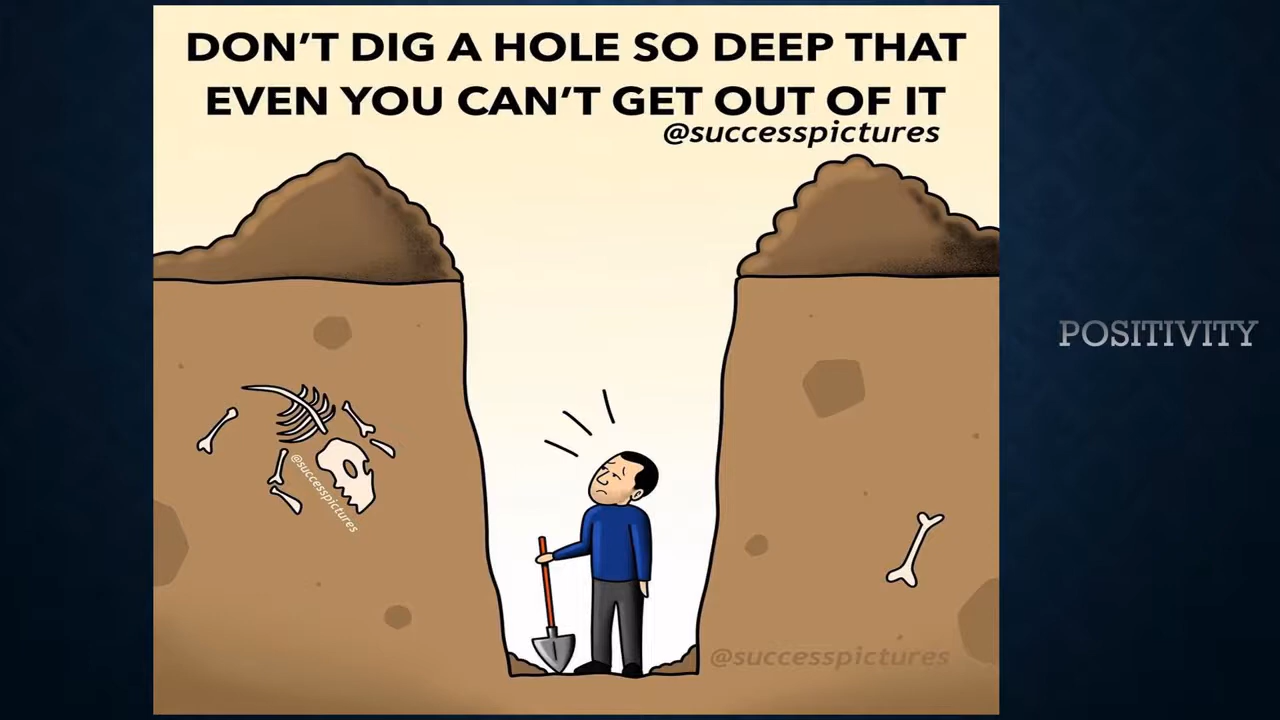 DON'T DIG A HOLE SO DEEP THAT
EVEN YOU CAN'T GET OUT OF IT
@successpictures
POSITIVITY
@successpictures
@successpictures